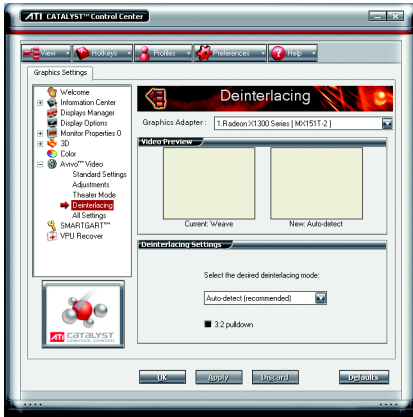 ATI CATALYST™ Control Center
View Hotkeys Profiles Preferences Help
Graphics Settings
Welcome
Information Center
Displays Manager
Display Options
Monitor Properties 0
3D
Color
Avivo™ Video
Standard Settings
Adjustments
Theater Mode
Deinterlacing
All Settings
SMARTGART™
VPU Recover
ATI CATALYST
CONTROL CENTER
Deinterlacing
Graphics Adapter :
1.Radeon X1300 Series [ MX151T-2 ]
Video Preview
Current: Weave
New: Auto-detect
Deinterlacing Settings
Select the desired deinterlacing mode:
Auto-detect (recommended)
3:2 pulldown
OK Apply Discard Defaults